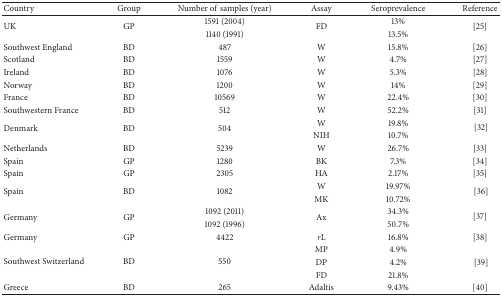 Country Group Number of samples (year) Assay Seroprevalence Reference
UK GP 1591 (2004) FD 13% [25]
1140 (1991) 13.5%
Southwest England BD 487 W 15.8% [26]
Scotland BD 1559 W 4.7% [27]
Ireland BD 1076 W 5.3% [28]
Norway BD 1200 W 14% [29]
France BD 10569 W 22.4% [30]
Southwestern France BD 512 W 52.2% [31]
Denmark BD 504 W 19.8% [32]
NIH 10.7%
Netherlands BD 5239 W 26.7% [33]
Spain GP 1280 BK 7.3% [34]
Spain GP 2305 HA 2.17% [35]
Spain BD 1082 W 19.97% [36]
MK 10.72%
Germany GP 1092 (2011) Ax 34.3% [37]
1092 (1996) 50.7%
Germany GP 4422 rL 16.8% [38]
MP 4.9%
Southwest Switzerland BD 550 DP 4.2% [39]
FD 21.8%
Greece BD 265 Adaltis 9.43% [40]